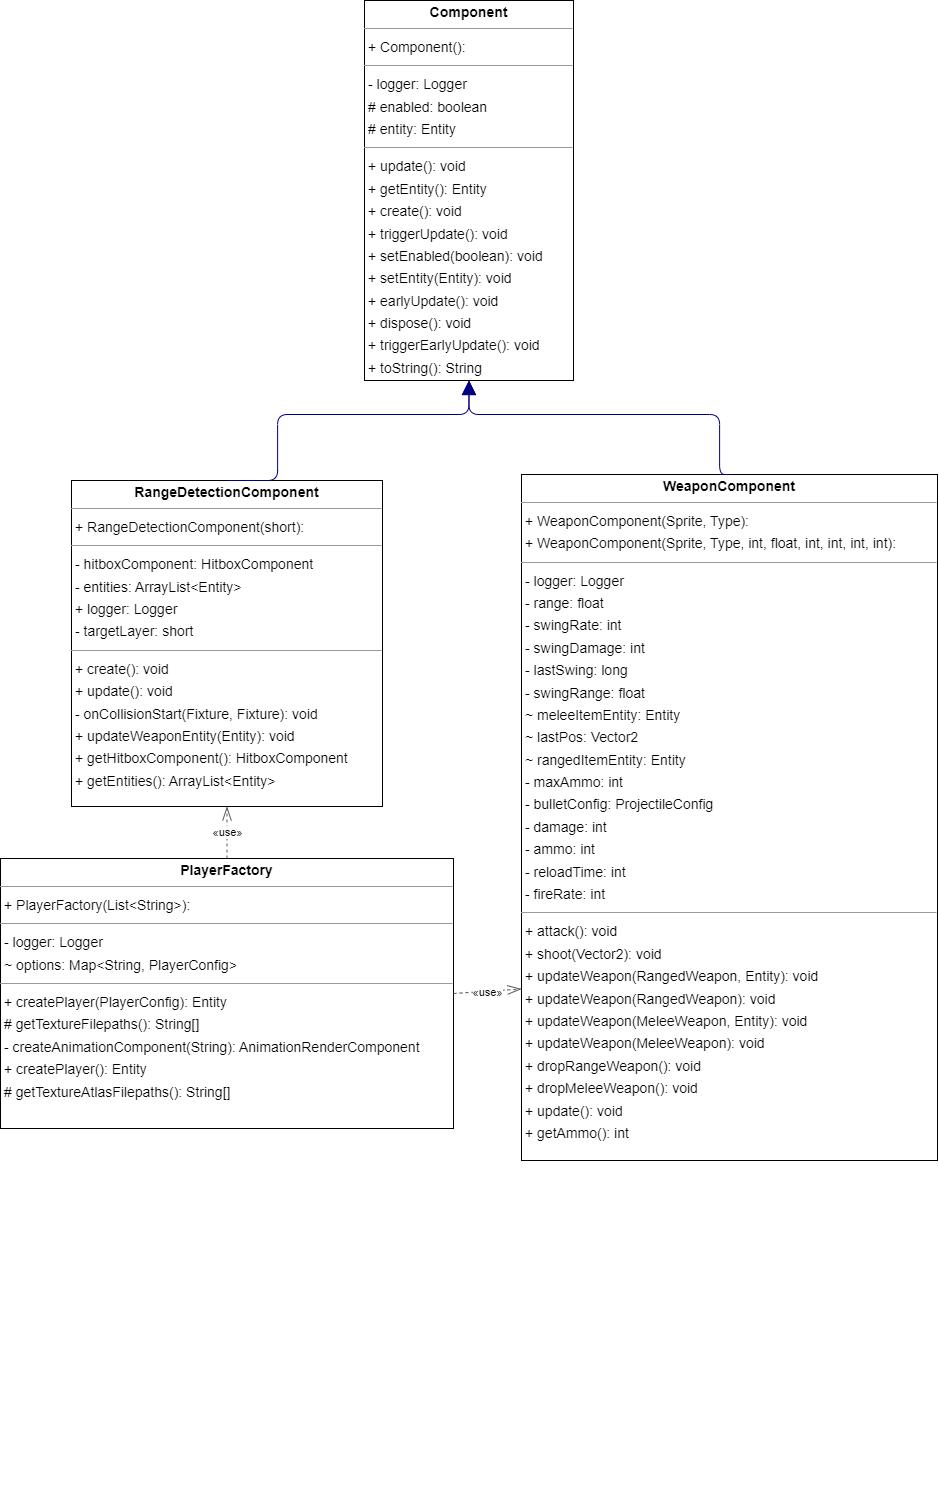 Component
+ Component():
- logger: Logger
# enabled: boolean
# entity: Entity
+ update(): void
+ getEntity(): Entity
+ create(): void
+ triggerUpdate(): void
+ setEnabled(boolean): void
+ setEntity(Entity): void
+ earlyUpdate(): void
+ dispose(): void
+ triggerEarlyUpdate(): void
+ toString(): String
RangeDetectionComponent
+ RangeDetectionComponent(short):
- hitboxComponent: HitboxComponent
- entities: ArrayList<Entity>
+ logger: Logger
- targetLayer: short
+ create(): void
+ update(): void
- onCollisionStart(Fixture, Fixture): void
+ updateWeaponEntity(Entity): void
+ getHitboxComponent(): HitboxComponent
+ getEntities(): ArrayList<Entity>
«use»
PlayerFactory
+ PlayerFactory(List<String>):
- logger: Logger
~ options: Map<String, PlayerConfig>
+ createPlayer(PlayerConfig): Entity
# getTextureFilepaths(): String[]
- createAnimationComponent(String): AnimationRenderComponent
+ createPlayer(): Entity
# getTextureAtlasFilepaths(): String[]
«use»
WeaponComponent
+ WeaponComponent(Sprite, Type):
+ WeaponComponent(Sprite, Type, int, float, int, int, int, int):
- logger: Logger
- range: float
- swingRate: int
- swingDamage: int
- lastSwing: long
- swingRange: float
~ meleeItemEntity: Entity
~ lastPos: Vector2
~ rangedItemEntity: Entity
- maxAmmo: int
- bulletConfig: ProjectileConfig
- damage: int
- ammo: int
- reloadTime: int
- fireRate: int
+ attack(): void
+ shoot(Vector2): void
+ updateWeapon(RangedWeapon, Entity): void
+ updateWeapon(RangedWeapon): void
+ updateWeapon(MeleeWeapon, Entity): void
+ updateWeapon(MeleeWeapon): void
+ dropRangeWeapon(): void
+ dropMeleeWeapon(): void
+ update(): void
+ getAmmo(): int